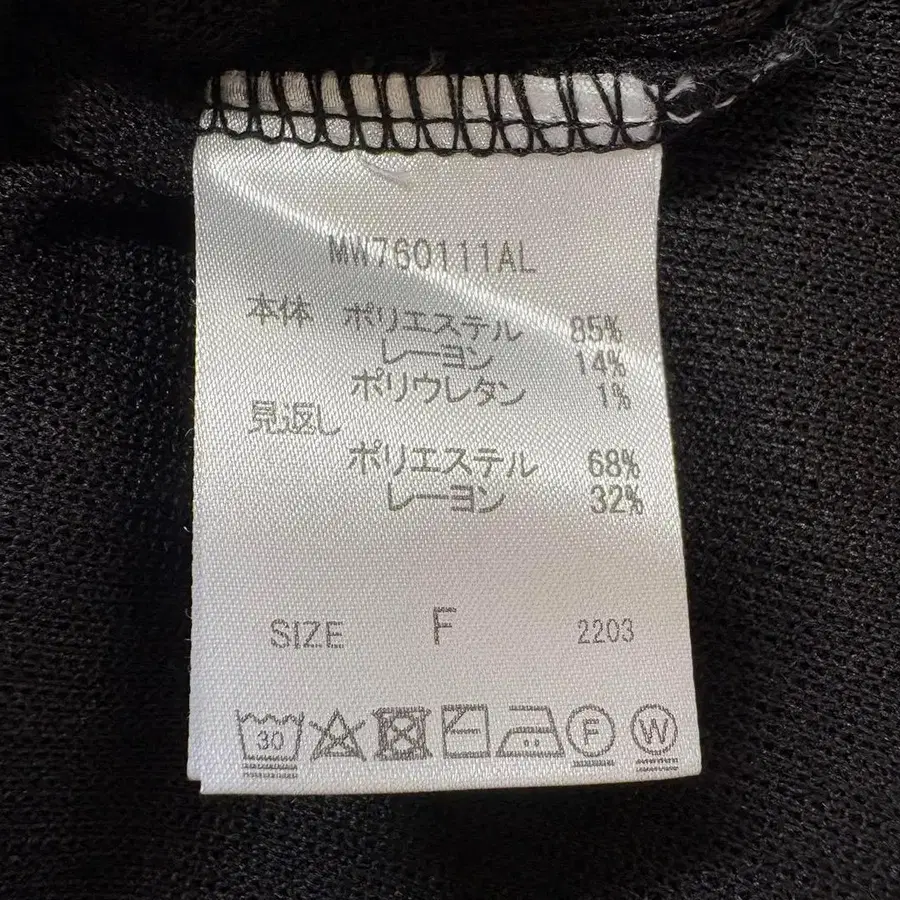 MW760111AL
本体 ポリエステル 85%
レーヨン 14%
ポリウレタン 1%
見返し
ポリエステル 68%
レーヨン 32%
SIZE F 2203
30 F W